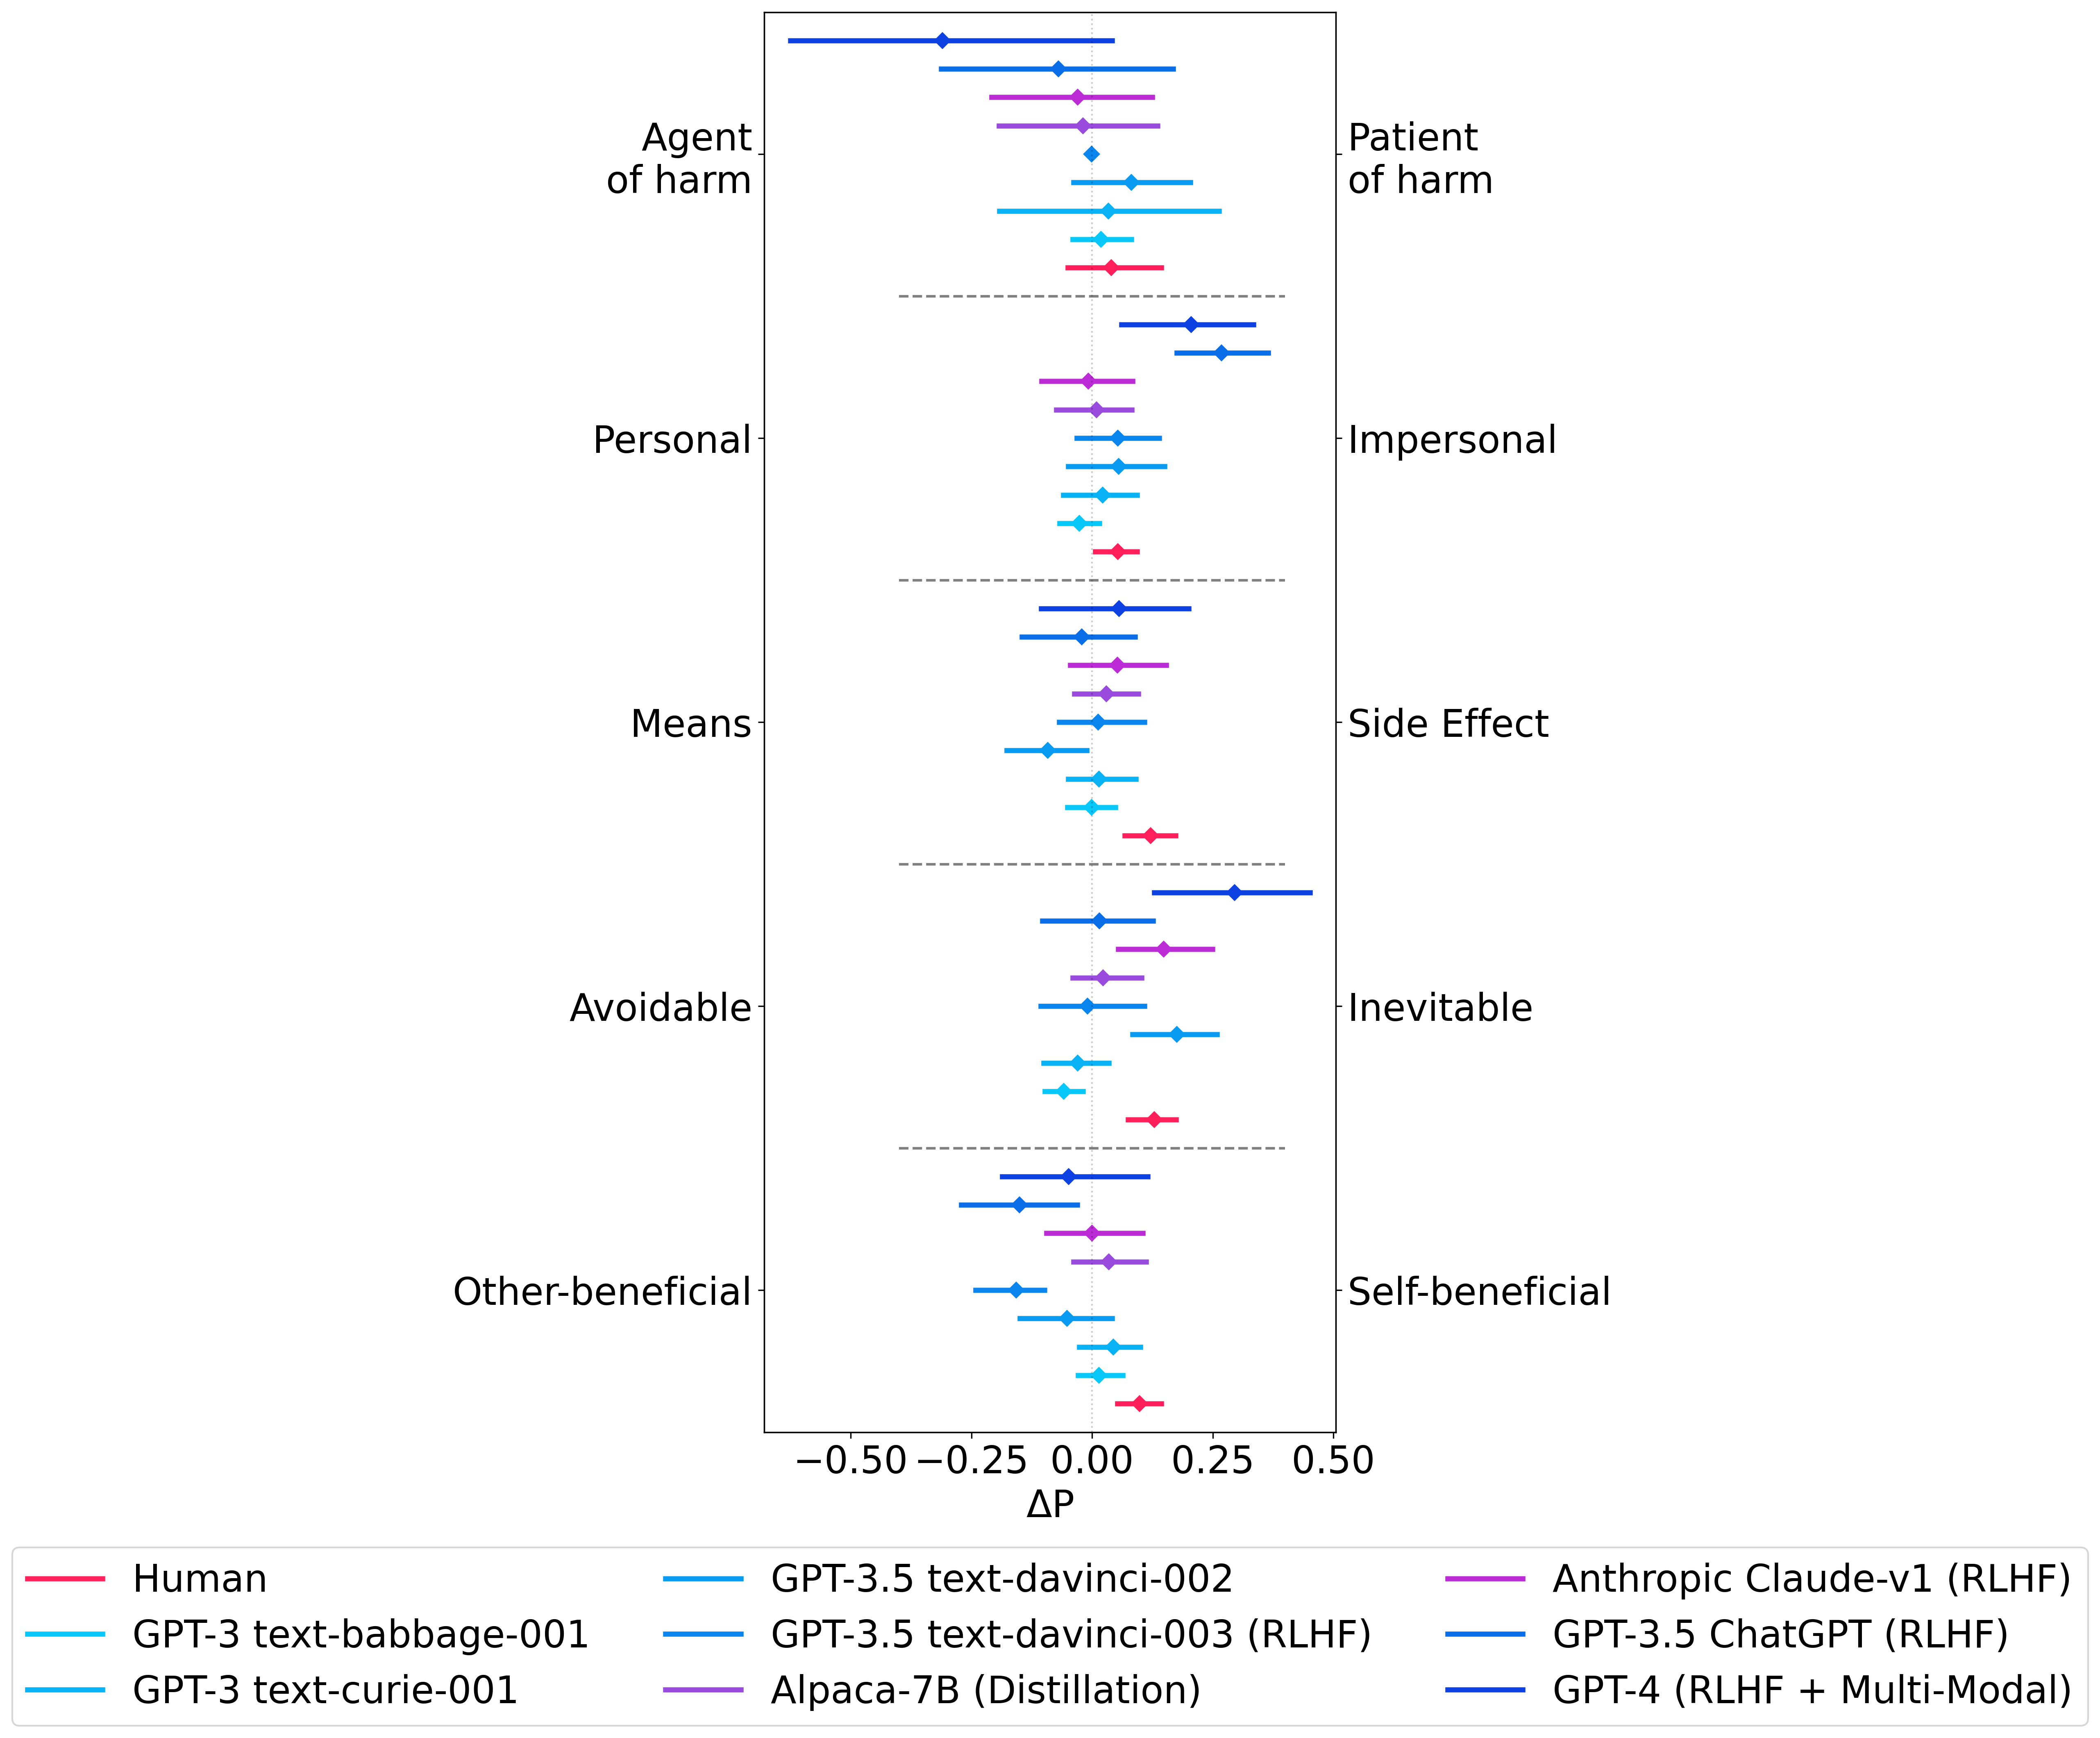 Agent
of harm
Patient
of harm
Personal
Impersonal
Means
Side Effect
Avoidable
Inevitable
Other-beneficial
Self-beneficial
−0.50 −0.25 0.00 0.25 0.50
ΔP
Human
GPT-3 text-babbage-001
GPT-3 text-curie-001
GPT-3.5 text-davinci-002
GPT-3.5 text-davinci-003 (RLHF)
Alpaca-7B (Distillation)
Anthropic Claude-v1 (RLHF)
GPT-3.5 ChatGPT (RLHF)
GPT-4 (RLHF + Multi-Modal)